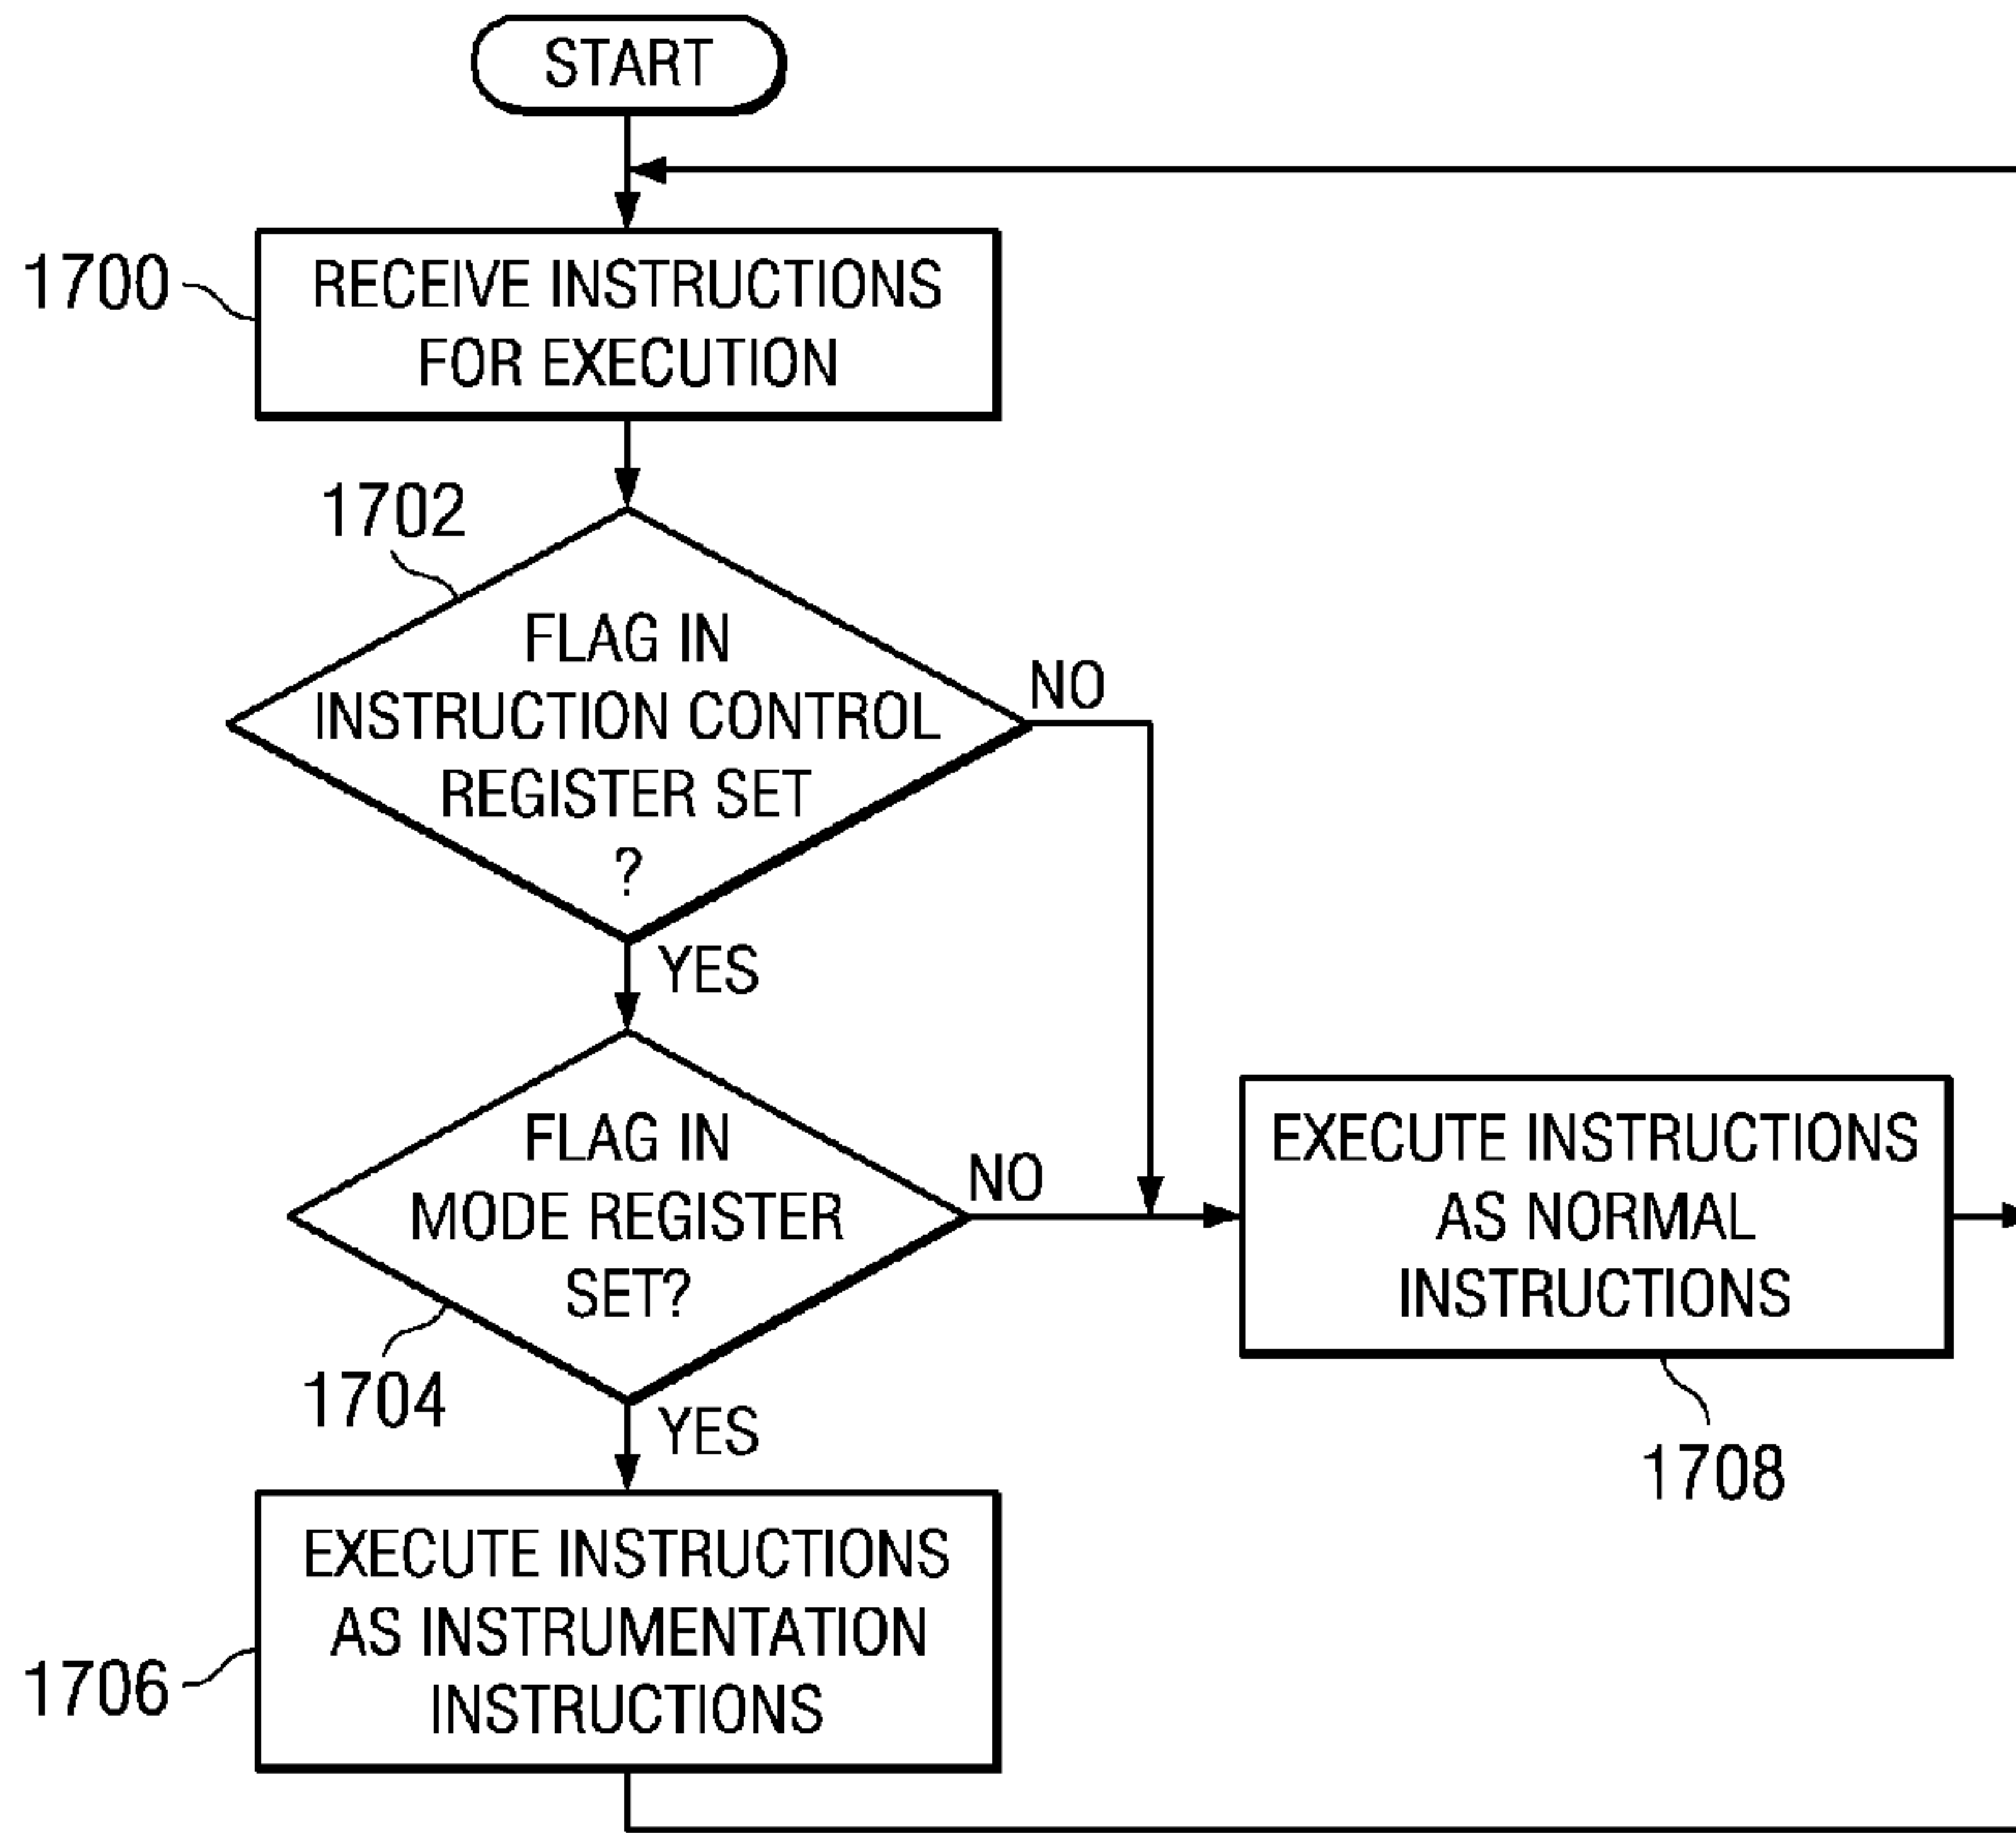 START
1700
RECEIVE INSTRUCTIONS
FOR EXECUTION
1702
FLAG IN
INSTRUCTION CONTROL
REGISTER SET
?
NO
YES
FLAG IN
MODE REGISTER
SET?
NO
1704
YES
EXECUTE INSTRUCTIONS
AS NORMAL
INSTRUCTIONS
1708
EXECUTE INSTRUCTIONS
AS INSTRUMENTATION
INSTRUCTIONS
1706